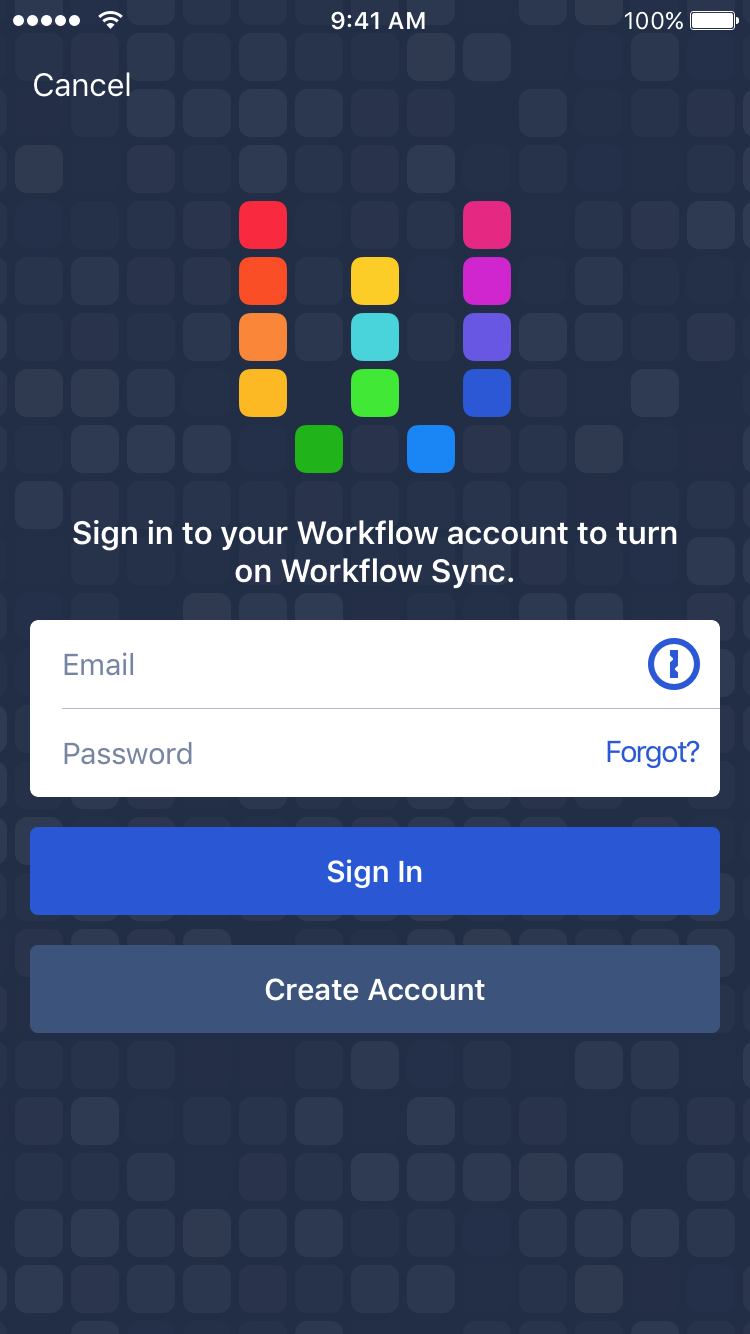 9:41 AM 100%
Cancel
Sign in to your Workflow account to turn
on Workflow Sync.
Email
Password Forgot?
Sign In
Create Account